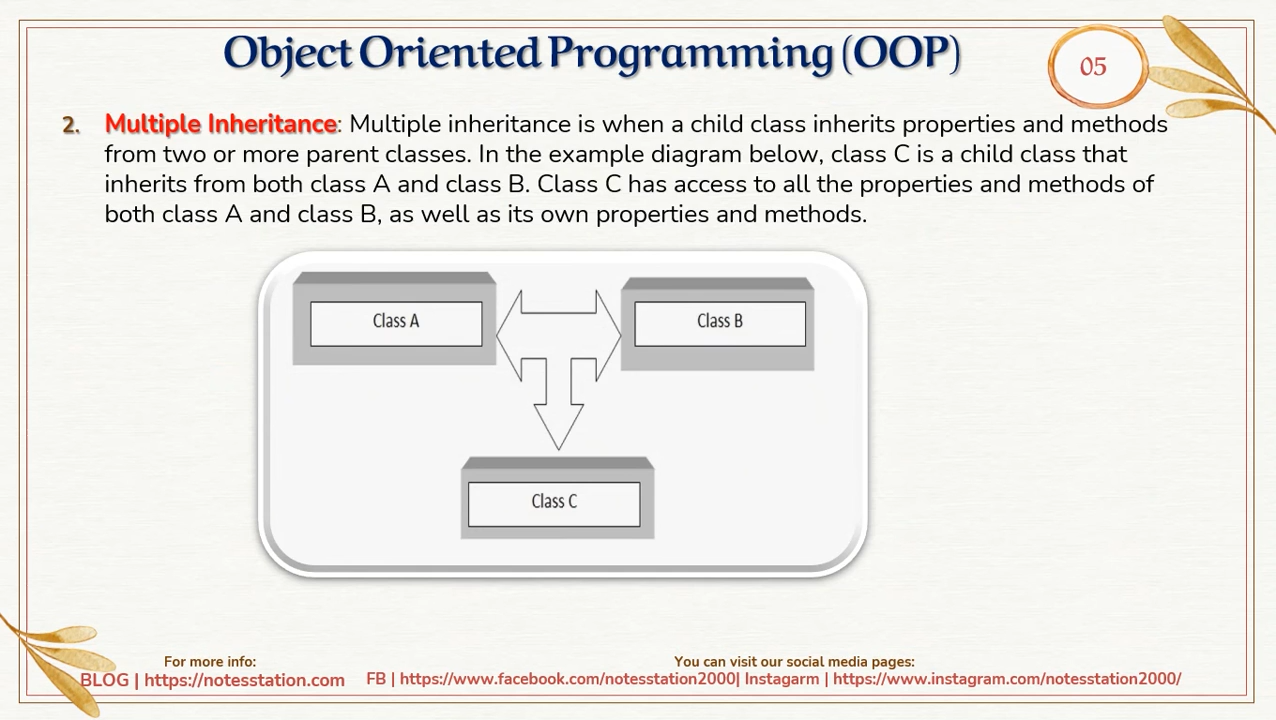 Object Oriented Programming (OOP)
05
2. Multiple Inheritance: Multiple inheritance is when a child class inherits properties and methods
from two or more parent classes. In the example diagram below, class C is a child class that
inherits from both class A and class B. Class C has access to all the properties and methods of
both class A and class B, as well as its own properties and methods.
Class A
Class B
Class C
For more info:
BLOG | https://notesstation.com
You can visit our social media pages:
FB | https://www.facebook.com/notesstation2000| Instagarm | https://www.instagram.com/notesstation2000/